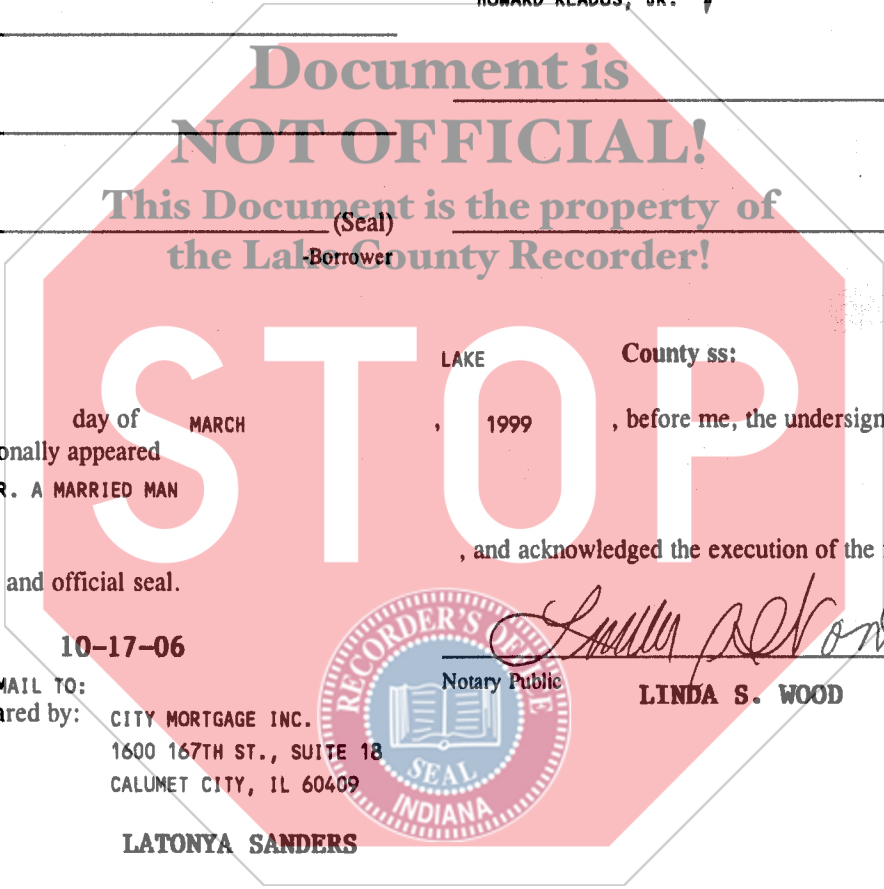 HOWARD READUS, JR.
Document is
NOT OFFICIAL!
This Document is the property of
(Seal)
the Lake County Recorder!
-Borrower
STOP
LAKE County ss:
day of MARCH , 1999 , before me, the undersign
onally appeared
R. A MARRIED MAN
, and acknowledged the execution of the
and official seal.
10-17-06
MAIL TO:
Notary Public
LINDA S. WOOD
ared by: CITY MORTGAGE INC.
1600 167TH ST., SUITE 18
CALUMET CITY, IL 60409
RECORDER'S OFFICE
SEAL
INDIANA
LATONYA SANDERS